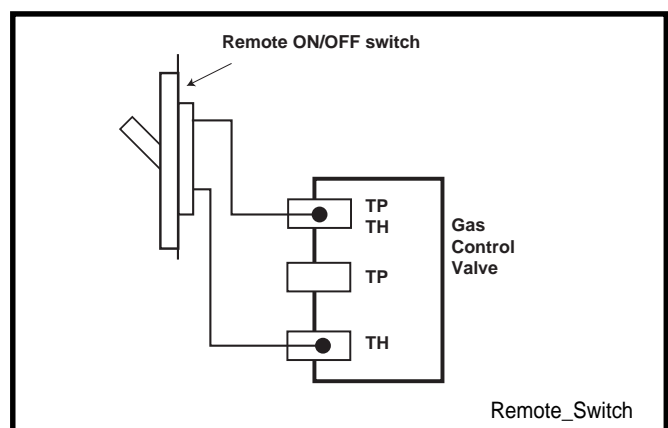 Remote ON/OFF switch
TP
TH
Gas
Control
Valve
TP
TH
Remote_Switch